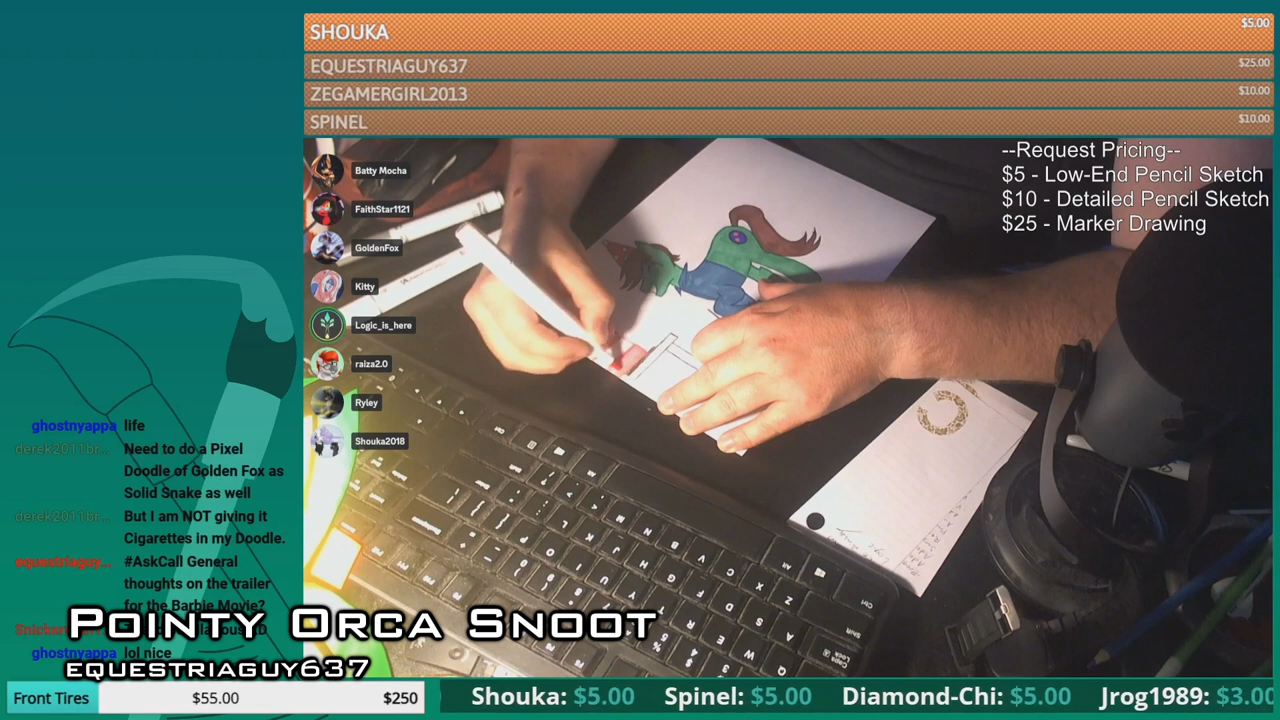 SHOUKA $5.00
EQUESTRIAGUY637 $25.00
ZEGAMERGIRL2013 $10.00
SPINEL $10.00
--Request Pricing--
$5 - Low-End Pencil Sketch
$10 - Detailed Pencil Sketch
$25 - Marker Drawing
Batty Mocha
FaithStar1121
GoldenFox
Kitty
Logic_is_here
raiza2.0
Ryley
Shouka2018
ghostnyappa life
derek2011br... Need to do a Pixel
Doodle of Golden Fox as
Solid Snake as well
derek2011br... But I am NOT giving it
Cigarettes in my Doodle.
equestriaguy... #AskCall General
thoughts on the trailer
for the Barbie Movie?
ghostnyappa lol nice
Pointy Orca Snoot
equestriaguy637
Front Tires $55.00 $250
Shouka: $5.00 Spinel: $5.00 Diamond-Chi: $5.00 Jrog1989: $3.00